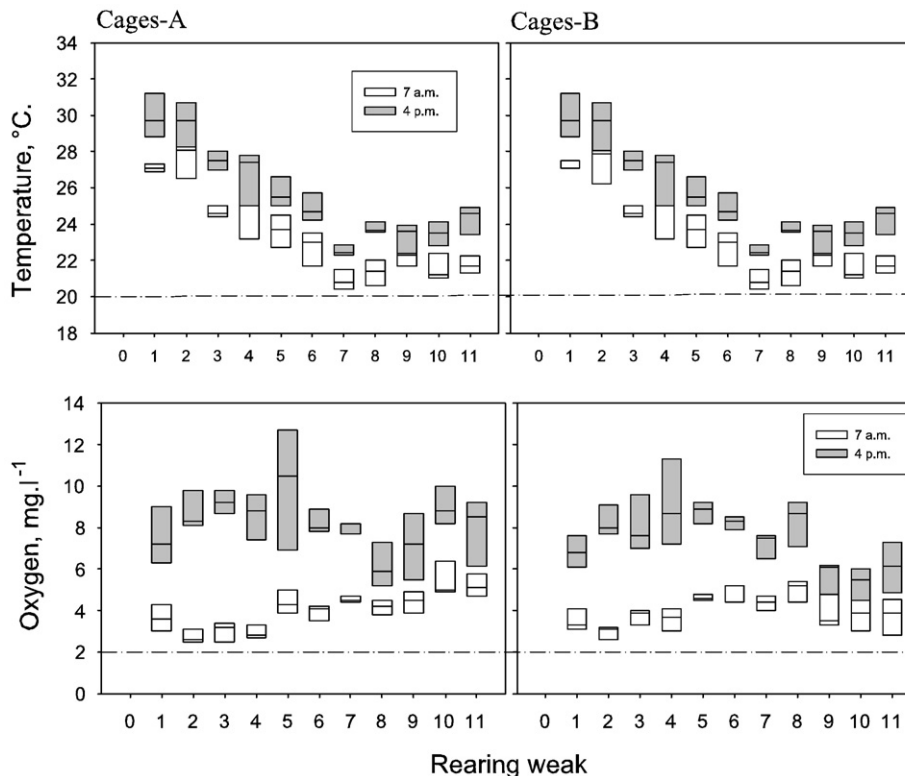 Cages-A
Cages-B
Temperature, °C.
34
32
30
28
26
24
22
20
18
7 a.m.
4 p.m.
0 1 2 3 4 5 6 7 8 9 10 11
0 1 2 3 4 5 6 7 8 9 10 11
Oxygen, mg.l-1
14
12
10
8
6
4
2
0
7 a.m.
4 p.m.
0 1 2 3 4 5 6 7 8 9 10 11
0 1 2 3 4 5 6 7 8 9 10 11
Rearing weak